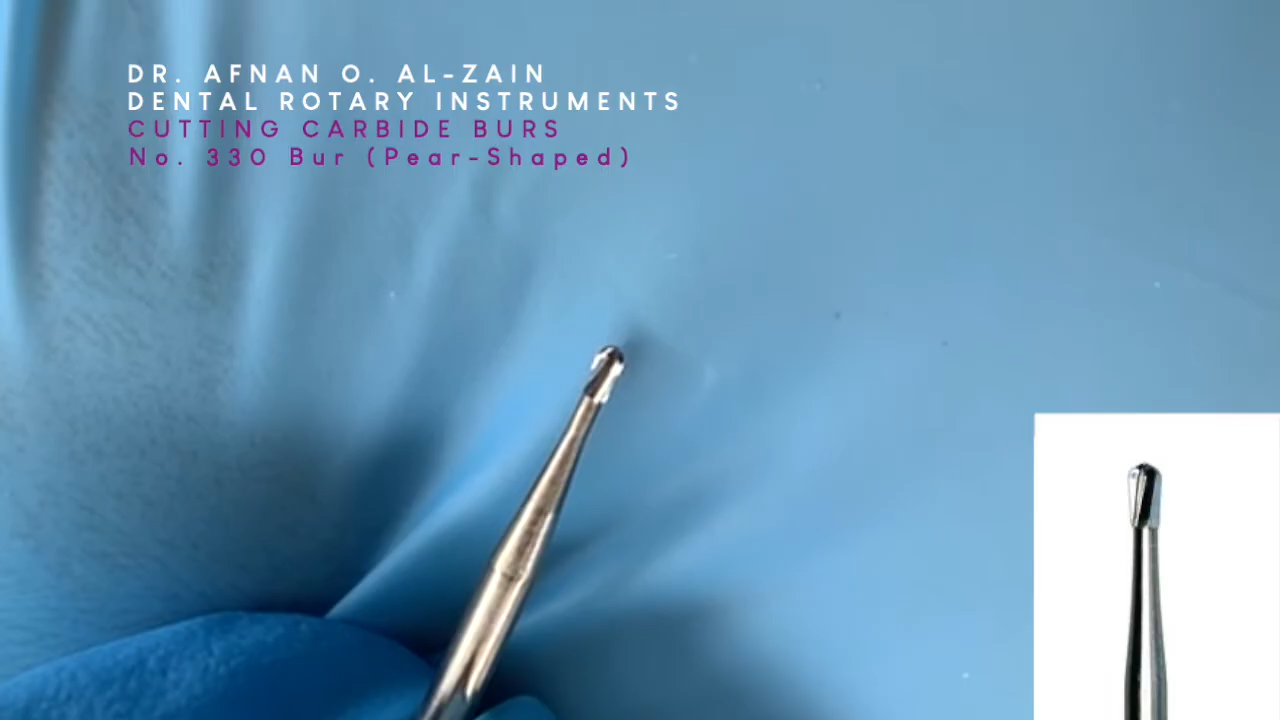 DR. AFNAN O. AL-ZAIN
DENTAL ROTARY INSTRUMENTS
CUTTING CARBIDE BURS
No. 330 Bur (Pear-Shaped)